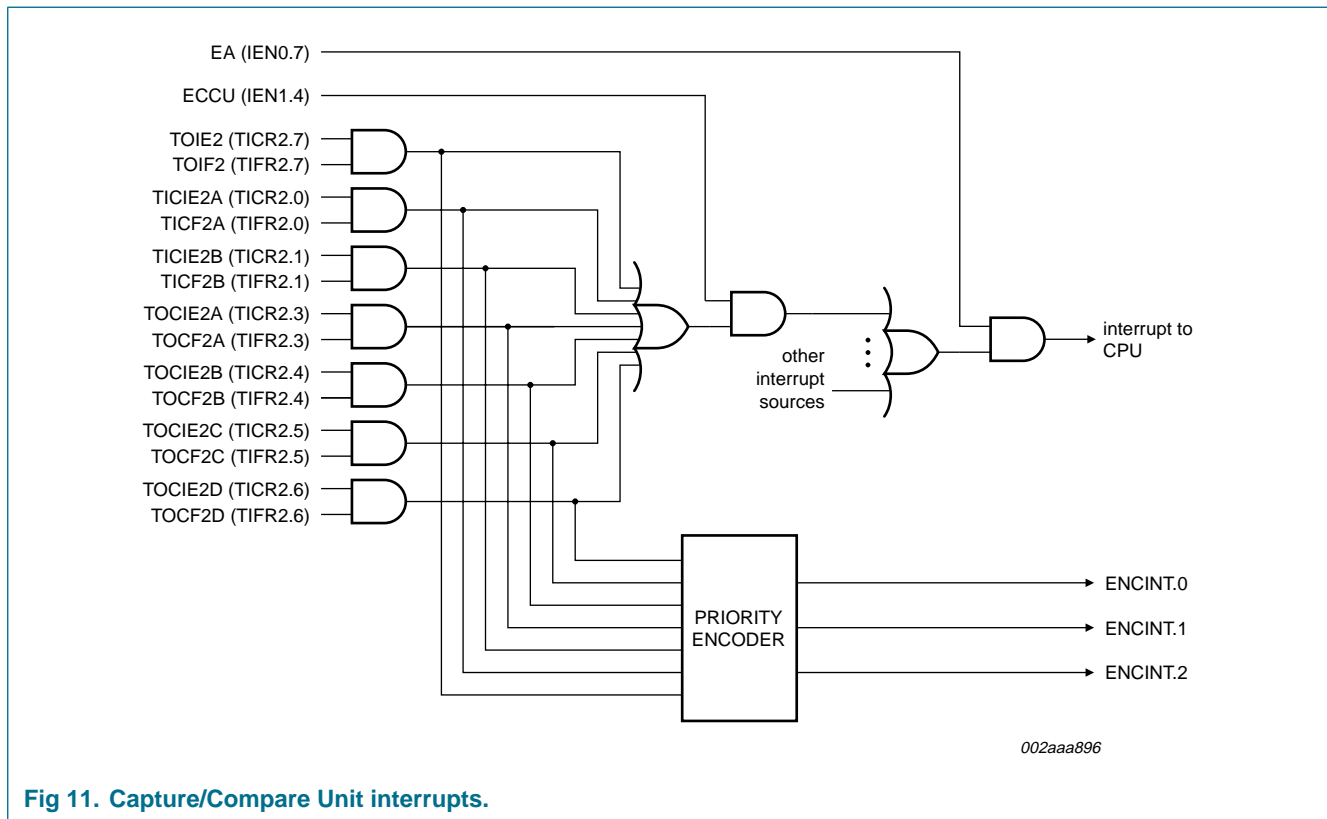 EA (IEN0.7)
ECCU (IEN1.4)
TOIE2 (TICR2.7)
TOIF2 (TIFR2.7)
TICIE2A (TICR2.0)
TICF2A (TIFR2.0)
TICIE2B (TICR2.1)
TICF2B (TIFR2.1)
TOCIE2A (TICR2.3)
TOCF2A (TIFR2.3)
TOCIE2B (TICR2.4)
TOCF2B (TIFR2.4)
TOCIE2C (TICR2.5)
TOCF2C (TIFR2.5)
TOCIE2D (TICR2.6)
TOCF2D (TIFR2.6)
other
interrupt
sources
interrupt to
CPU
PRIORITY
ENCODER
ENCINT.0
ENCINT.1
ENCINT.2
002aaa896
Fig 11. Capture/Compare Unit interrupts.